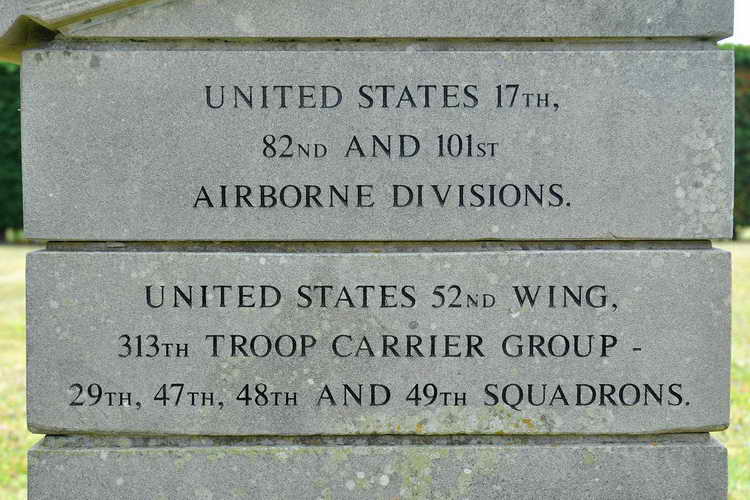 UNITED STATES 17TH,
82ND AND 101ST
AIRBORNE DIVISIONS.
UNITED STATES 52ND WING,
313TH TROOP CARRIER GROUP -
29TH, 47TH, 48TH AND 49TH SQUADRONS.